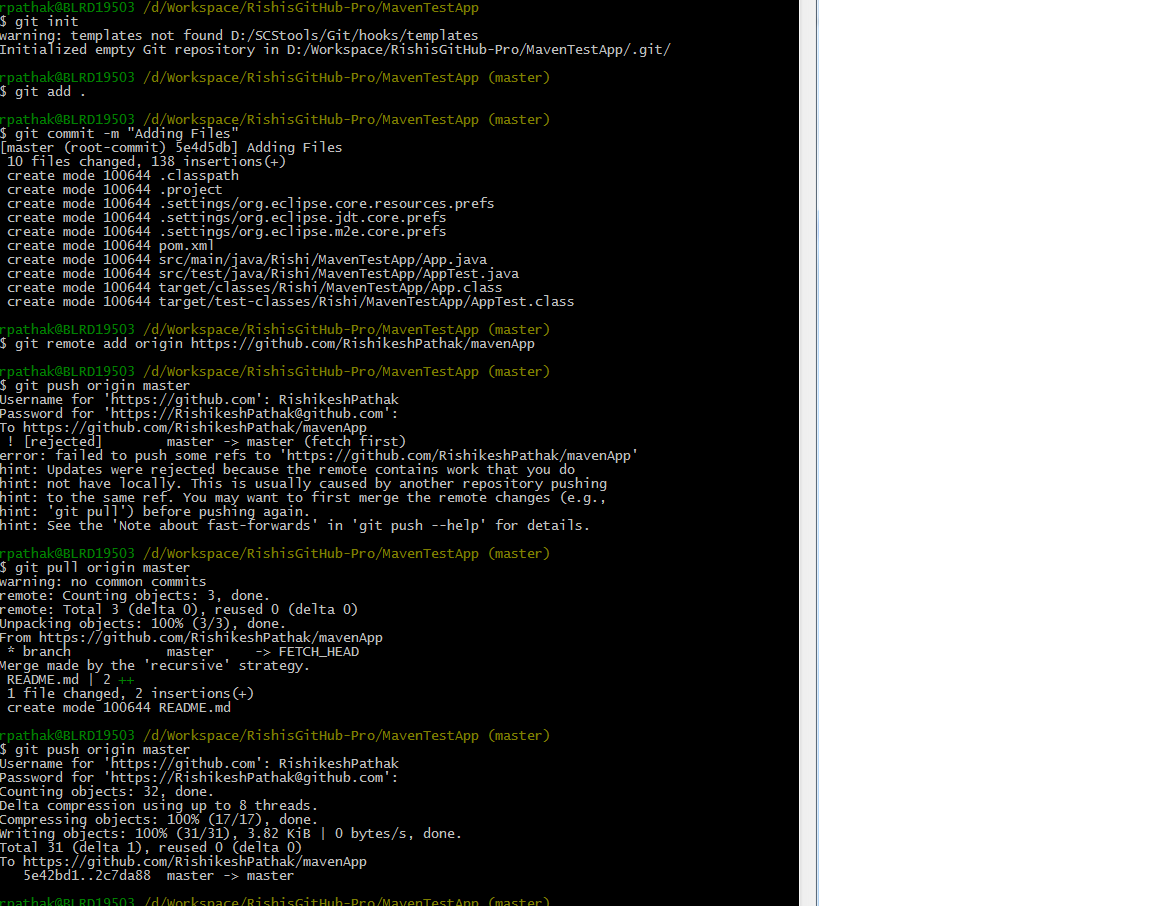 rpathak@BLRD19503 /d/Workspace/RishisGitHub-Pro/MavenTestApp
$ git init
warning: templates not found D:/SCStools/Git/hooks/templates
Initialized empty Git repository in D:/Workspace/RishisGitHub-Pro/MavenTestApp/.git/
rpathak@BLRD19503 /d/Workspace/RishisGitHub-Pro/MavenTestApp (master)
$ git add .
rpathak@BLRD19503 /d/Workspace/RishisGitHub-Pro/MavenTestApp (master)
$ git commit -m "Adding Files"
[master (root-commit) 5e4d5db] Adding Files
 10 files changed, 138 insertions(+)
 create mode 100644 .classpath
 create mode 100644 .project
 create mode 100644 .settings/org.eclipse.core.resources.prefs
 create mode 100644 .settings/org.eclipse.jdt.core.prefs
 create mode 100644 .settings/org.eclipse.m2e.core.prefs
 create mode 100644 pom.xml
 create mode 100644 src/main/java/Rishi/MavenTestApp/App.java
 create mode 100644 src/test/java/Rishi/MavenTestApp/AppTest.java
 create mode 100644 target/classes/Rishi/MavenTestApp/App.class
 create mode 100644 target/test-classes/Rishi/MavenTestApp/AppTest.class
rpathak@BLRD19503 /d/Workspace/RishisGitHub-Pro/MavenTestApp (master)
$ git remote add origin https://github.com/RishikeshPathak/mavenApp
rpathak@BLRD19503 /d/Workspace/RishisGitHub-Pro/MavenTestApp (master)
$ git push origin master
Username for 'https://github.com': RishikeshPathak
Password for 'https://RishikeshPathak@github.com':
To https://github.com/RishikeshPathak/mavenApp
 ! [rejected]        master -> master (fetch first)
error: failed to push some refs to 'https://github.com/RishikeshPathak/mavenApp'
hint: Updates were rejected because the remote contains work that you do
hint: not have locally. This is usually caused by another repository pushing
hint: to the same ref. You may want to first merge the remote changes (e.g.,
hint: 'git pull') before pushing again.
hint: See the 'Note about fast-forwards' in 'git push --help' for details.
rpathak@BLRD19503 /d/Workspace/RishisGitHub-Pro/MavenTestApp (master)
$ git pull origin master
warning: no common commits
remote: Counting objects: 3, done.
remote: Total 3 (delta 0), reused 0 (delta 0)
Unpacking objects: 100% (3/3), done.
From https://github.com/RishikeshPathak/mavenApp
 * branch            master     -> FETCH_HEAD
Merge made by the 'recursive' strategy.
 README.md | 2 ++
 1 file changed, 2 insertions(+)
 create mode 100644 README.md
rpathak@BLRD19503 /d/Workspace/RishisGitHub-Pro/MavenTestApp (master)
$ git push origin master
Username for 'https://github.com': RishikeshPathak
Password for 'https://RishikeshPathak@github.com':
Counting objects: 32, done.
Delta compression using up to 8 threads.
Compressing objects: 100% (17/17), done.
Writing objects: 100% (31/31), 3.82 KiB | 0 bytes/s, done.
Total 31 (delta 1), reused 0 (delta 0)
To https://github.com/RishikeshPathak/mavenApp
   5e42bd1..2c7da88  master -> master
rpathak@BLRD19503 /d/Workspace/RishisGitHub-Pro/MavenTestApp (master)